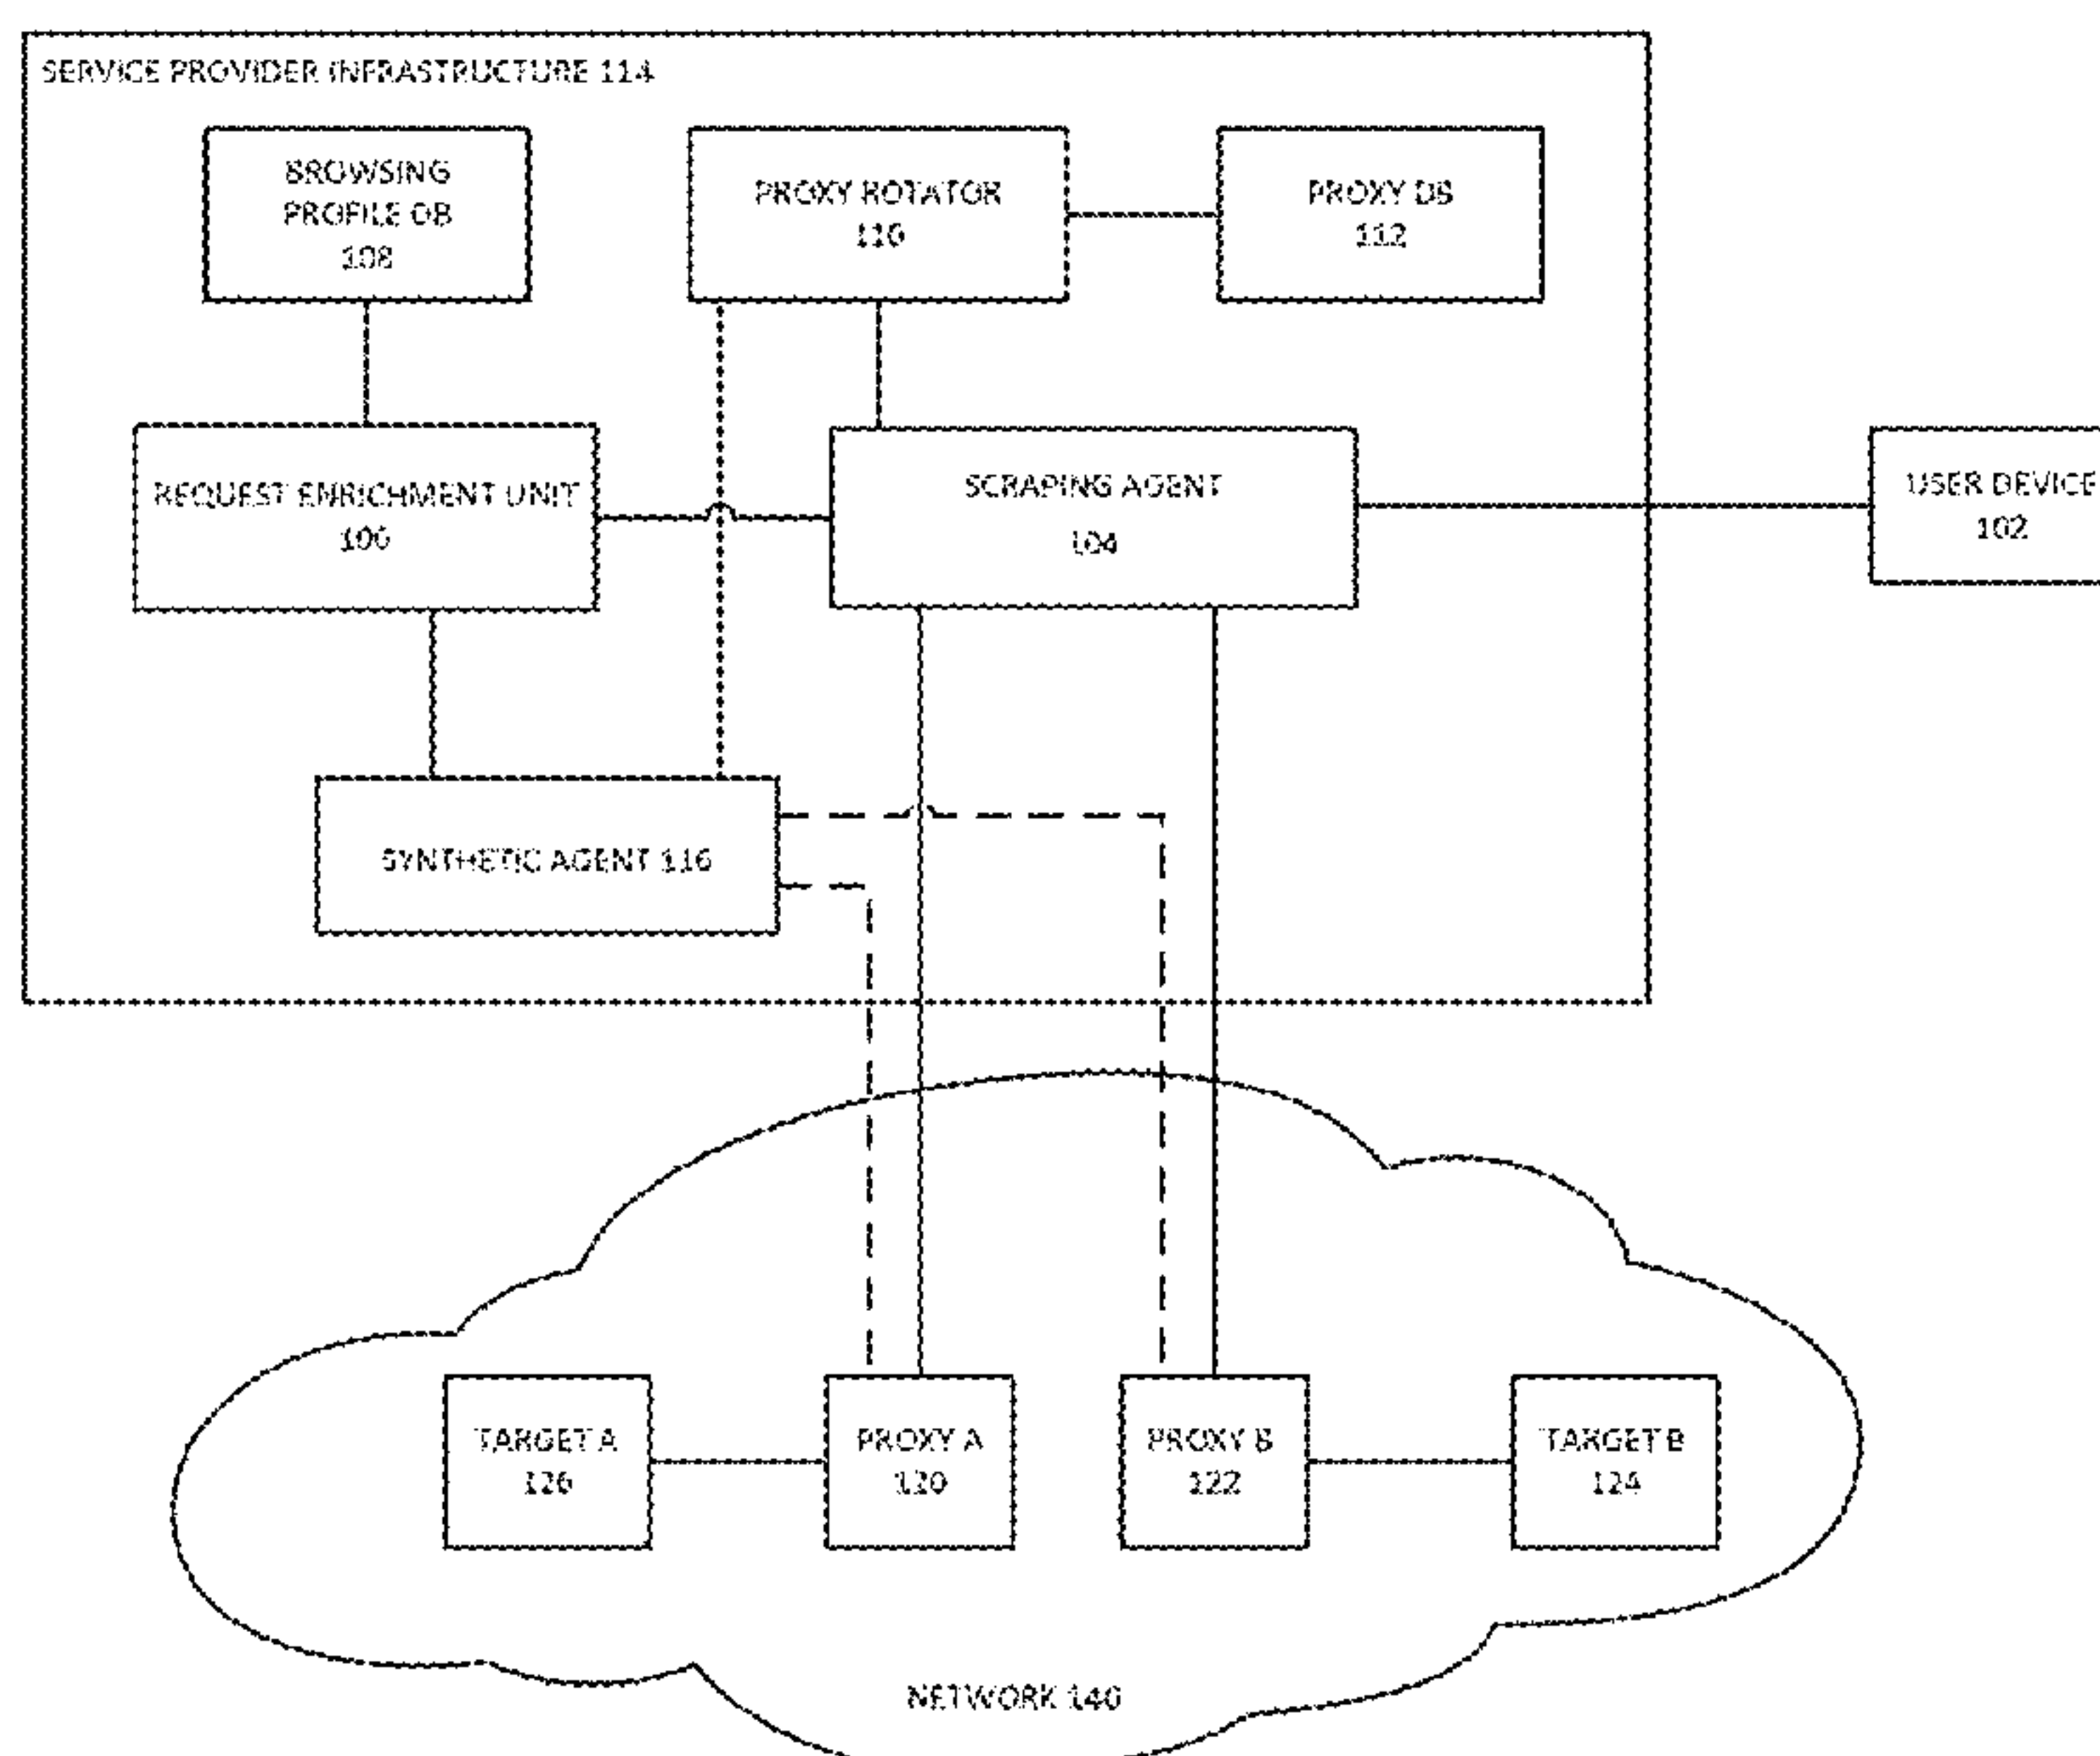 SERVICE PROVIDER INFRASTRUCTURE 114
BROWSING
PROFILE DB
108
PROXY ROTATOR
110
PROXY DB
112
REQUEST ENRICHMENT UNIT
106
SCRAPING AGENT
104
USER DEVICE
102
SYNTHETIC AGENT 116
TARGET A
126
PROXY A
120
PROXY B
122
TARGET B
124
NETWORK 140